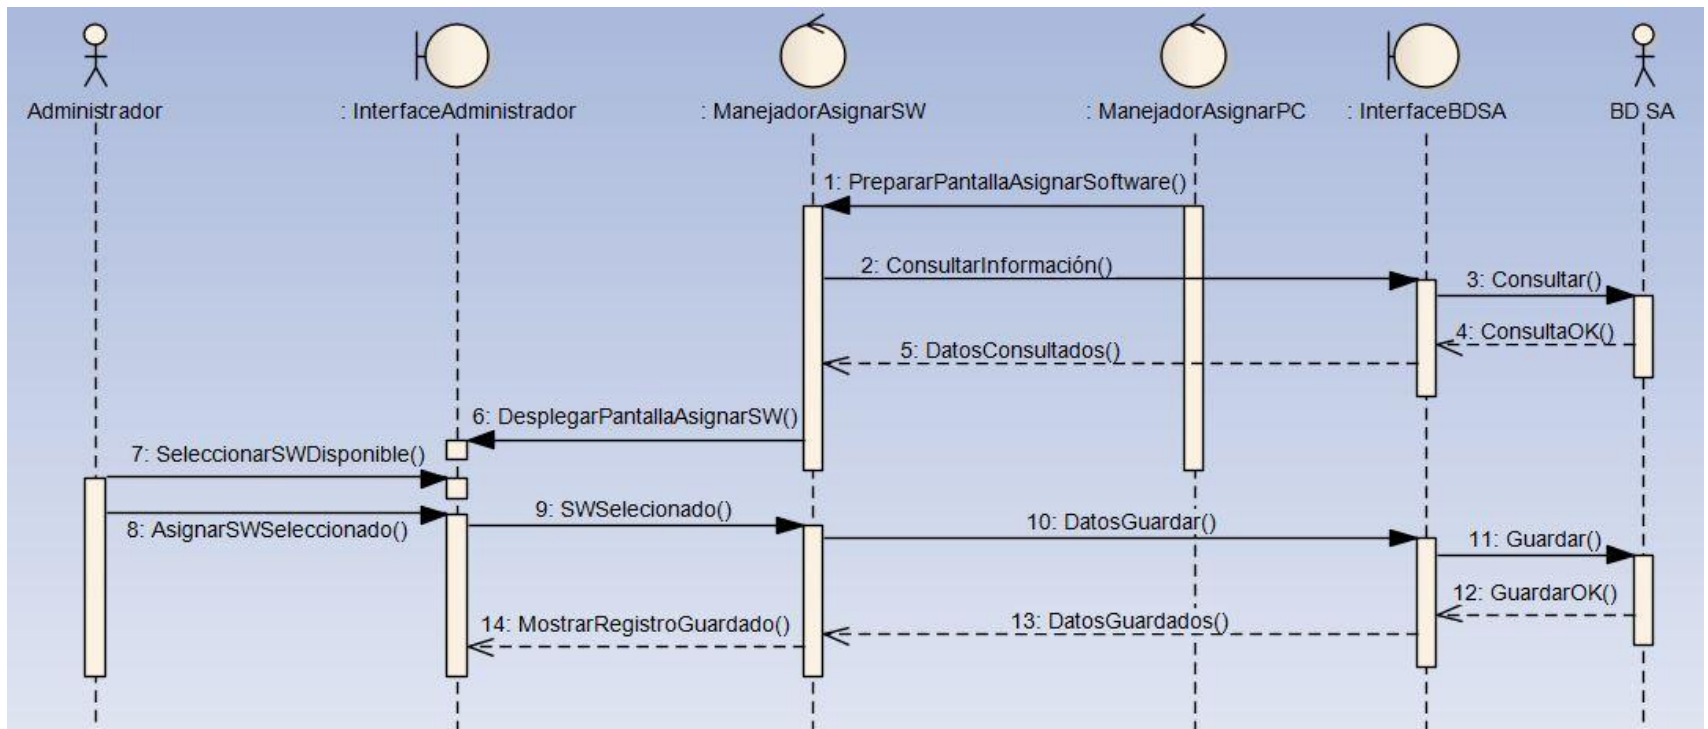 Administrador
: InterfaceAdministrador
: ManejadorAsignarSW
: ManejadorAsignarPC
: InterfaceBDSA
BD SA
1: PrepararPantallaAsignarSoftware()
2: ConsultarInformación()
3: Consultar()
4: ConsultaOK()
5: DatosConsultados()
6: DesplegarPantallaAsignarSW()
7: SeleccionarSWDisponible()
8: AsignarSWSeleccionado()
9: SWSelecionado()
10: DatosGuardar()
11: Guardar()
12: GuardarOK()
13: DatosGuardados()
14: MostrarRegistroGuardado()